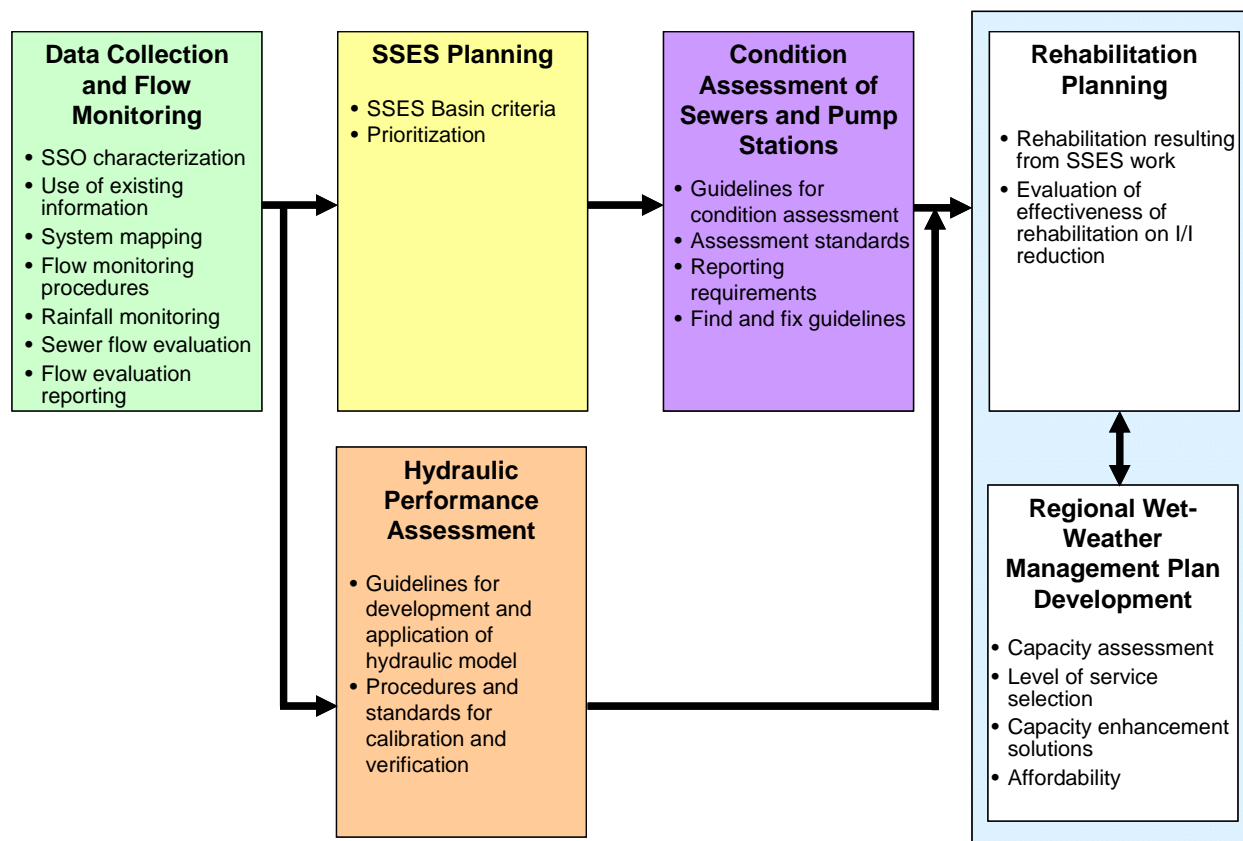 Data Collection
and Flow
Monitoring
• SSO characterization
• Use of existing
information
• System mapping
• Flow monitoring
procedures
• Rainfall monitoring
• Sewer flow evaluation
• Flow evaluation
reporting
SSES Planning
• SSES Basin criteria
• Prioritization
Condition
Assessment of
Sewers and Pump
Stations
• Guidelines for
condition assessment
• Assessment standards
• Reporting
requirements
• Find and fix guidelines
Rehabilitation
Planning
• Rehabilitation resulting
from SSES work
• Evaluation of
effectiveness of
rehabilitation on I/I
reduction
Hydraulic
Performance
Assessment
• Guidelines for
development and
application of
hydraulic model
• Procedures and
standards for
calibration and
verification
Regional Wet-
Weather
Management Plan
Development
• Capacity assessment
• Level of service
selection
• Capacity enhancement
solutions
• Affordability